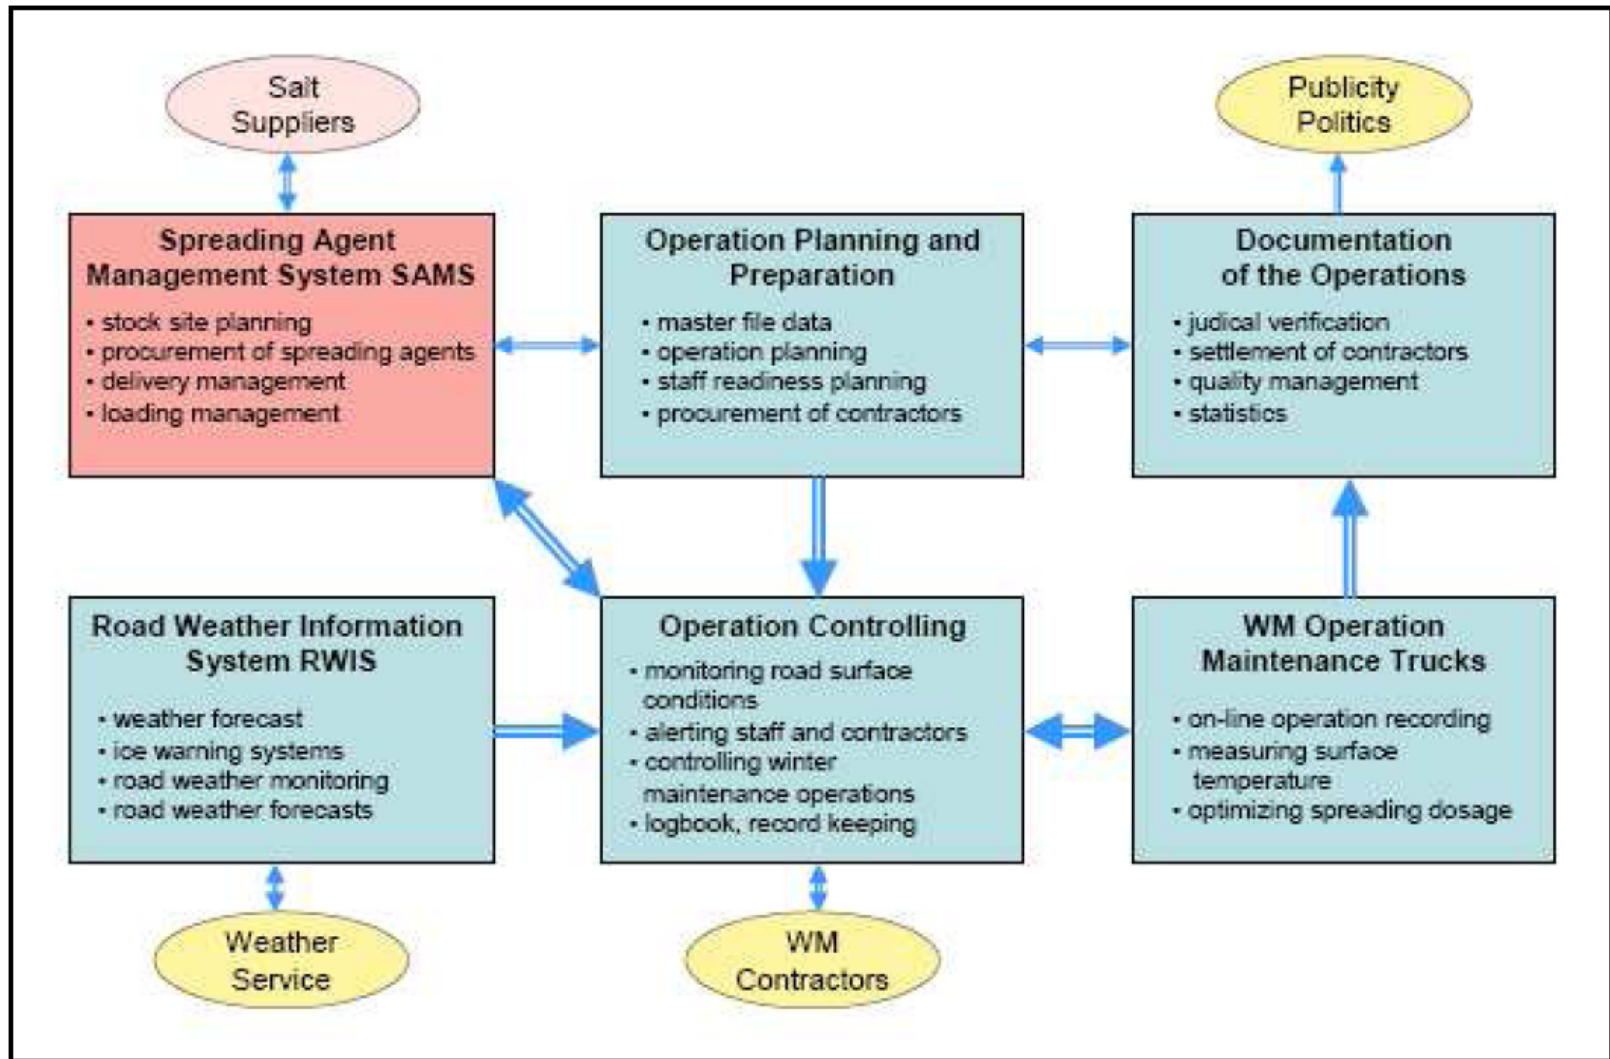 Salt
Suppliers
Publicity
Politics
Spreading Agent
Management System SAMS
• stock site planning
• procurement of spreading agents
• delivery management
• loading management
Operation Planning and
Preparation
• master file data
• operation planning
• staff readiness planning
• procurement of contractors
Documentation
of the Operations
• judical verification
• settlement of contractors
• quality management
• statistics
Road Weather Information
System RWIS
• weather forecast
• ice warning systems
• road weather monitoring
• road weather forecasts
Operation Controlling
• monitoring road surface
conditions
• alerting staff and contractors
• controlling winter
maintenance operations
• logbook, record keeping
WM Operation
Maintenance Trucks
• on-line operation recording
• measuring surface
temperature
• optimizing spreading dosage
Weather
Service
WM
Contractors